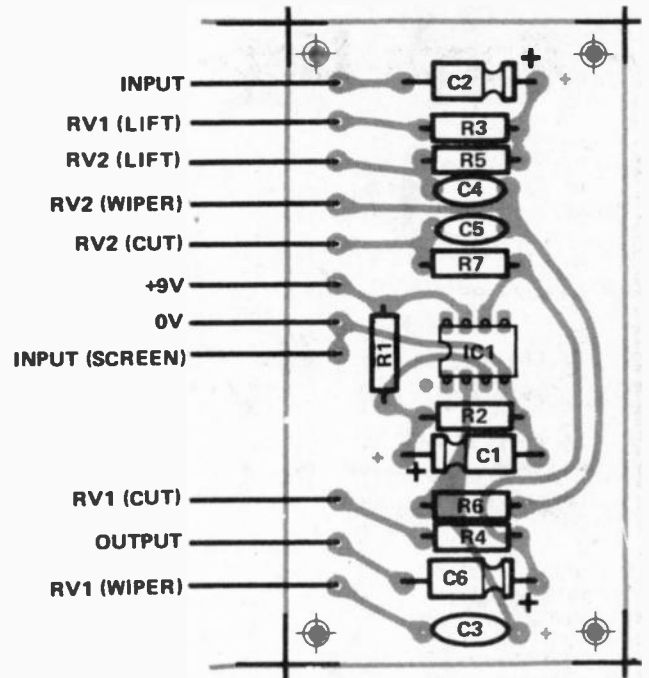 INPUT
RV1 (LIFT)
RV2 (LIFT)
RV2 (WIPER)
RV2 (CUT)
+9V
0V
INPUT (SCREEN)
RV1 (CUT)
OUTPUT
RV1 (WIPER)
+
C2
R3
R5
C4
C5
R7
R1
IC1
R2
C1
+
R6
R4
C6
+
C3